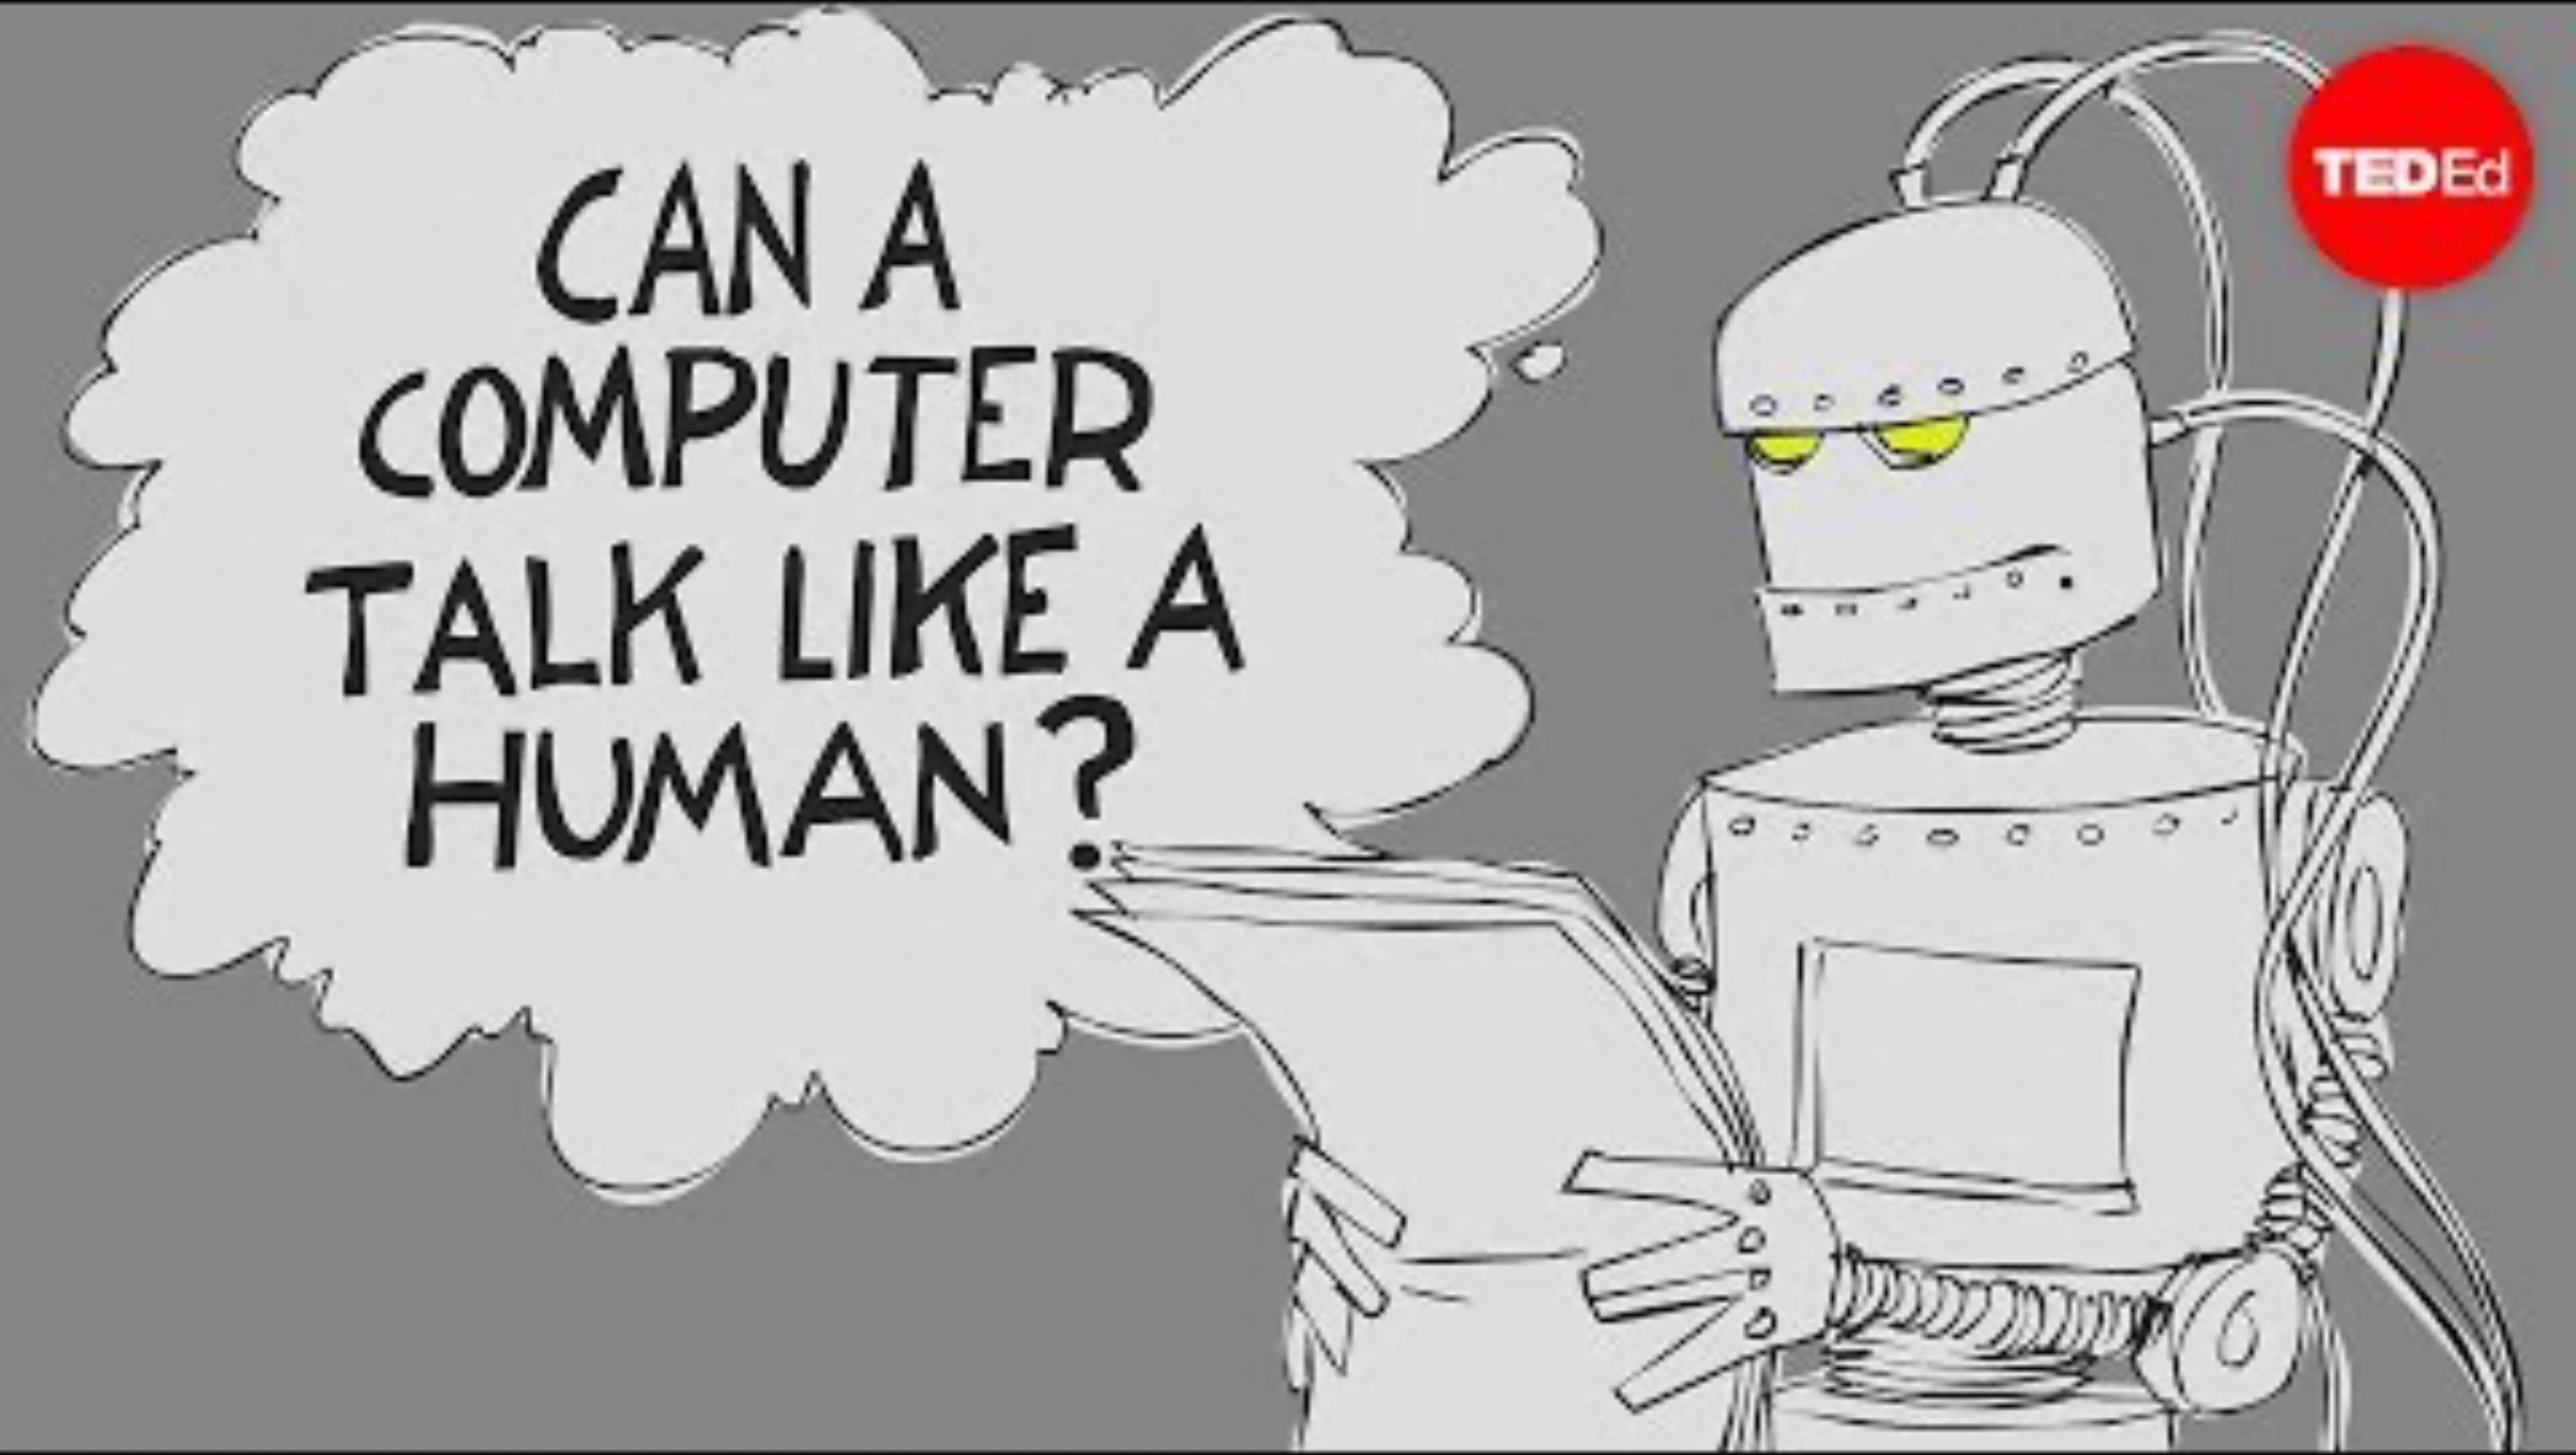 CAN A
COMPUTER
TALK LIKE A
HUMAN?
TEDEd